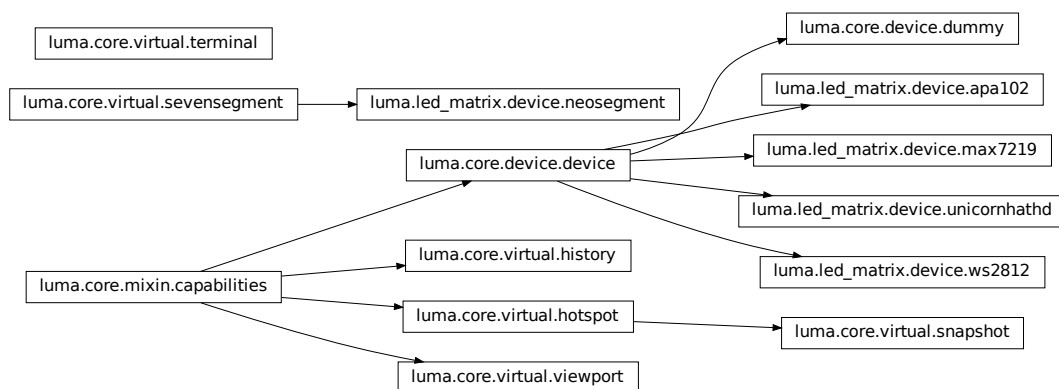 luma.core.virtual.terminal
luma.core.virtual.sevensegment
luma.led_matrix.device.neosegment
luma.core.device.dummy
luma.led_matrix.device.apa102
luma.core.device.device
luma.led_matrix.device.max7219
luma.led_matrix.device.unicornhathd
luma.led_matrix.device.ws2812
luma.core.mixin.capabilities
luma.core.virtual.history
luma.core.virtual.hotspot
luma.core.virtual.snapshot
luma.core.virtual.viewport